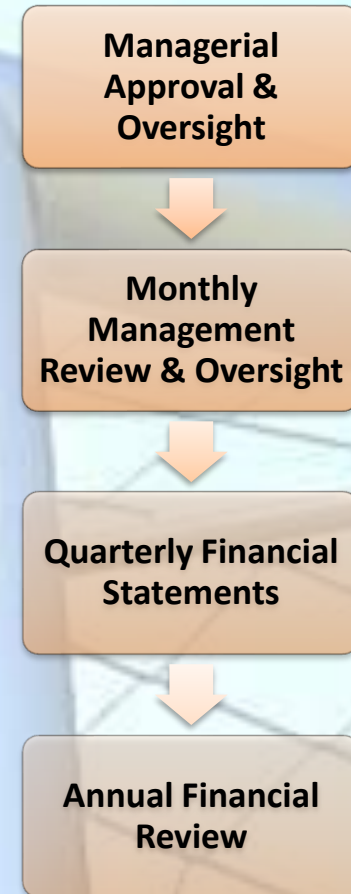 Managerial
Approval &
Oversight
Monthly
Management
Review & Oversight
Quarterly Financial
Statements
Annual Financial
Review